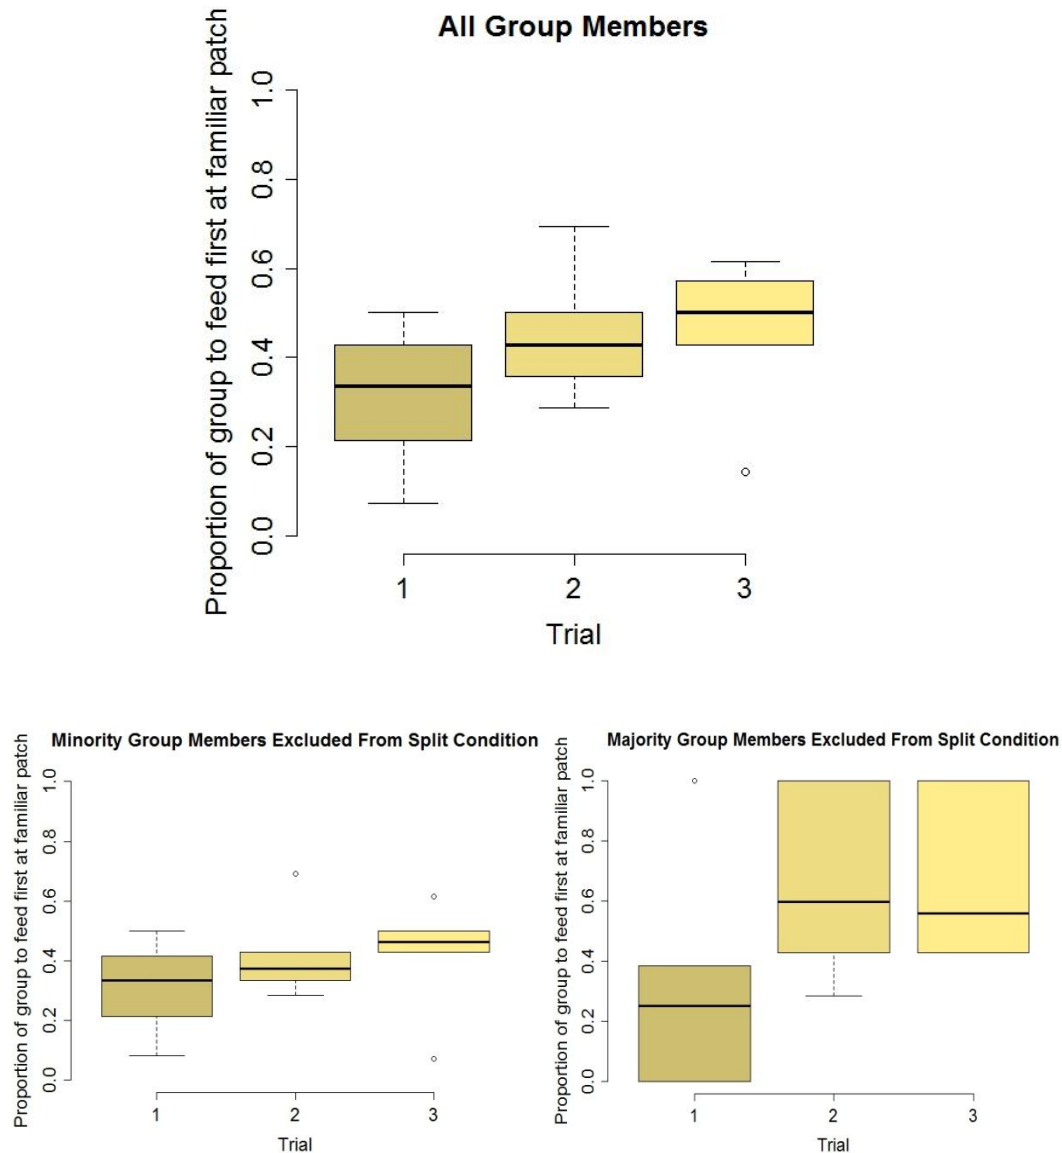 All Group Members
Proportion of group to feed first at familiar patch
1.0
0.8
0.6
0.4
0.2
0.0
1 2 3
Trial
Minority Group Members Excluded From Split Condition
Proportion of group to feed first at familiar patch
1.0
0.8
0.6
0.4
0.2
0.0
1 2 3
Trial
Majority Group Members Excluded From Split Condition
Proportion of group to feed first at familiar patch
1.0
0.8
0.6
0.4
0.2
0.0
1 2 3
Trial